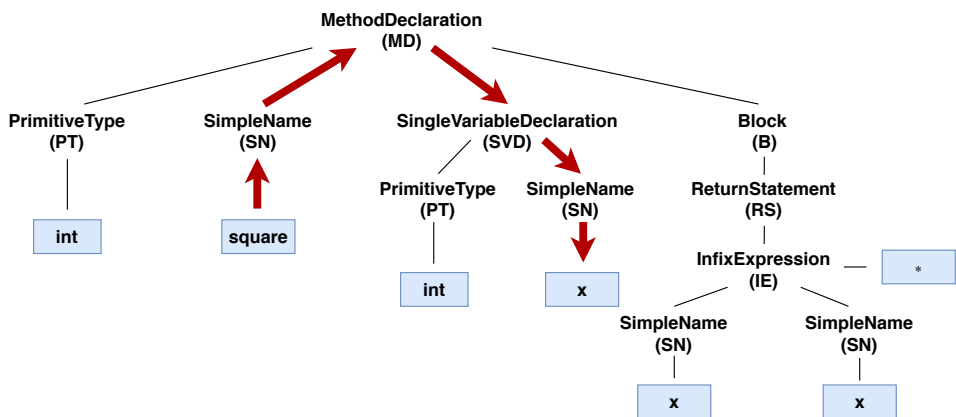 MethodDeclaration
(MD)
PrimitiveType
(PT)
SimpleName
(SN)
SingleVariableDeclaration
(SVD)
Block
(B)
PrimitiveType
(PT)
SimpleName
(SN)
ReturnStatement
(RS)
int
square
InfixExpression
(IE)
*
int
x
SimpleName
(SN)
SimpleName
(SN)
x
x